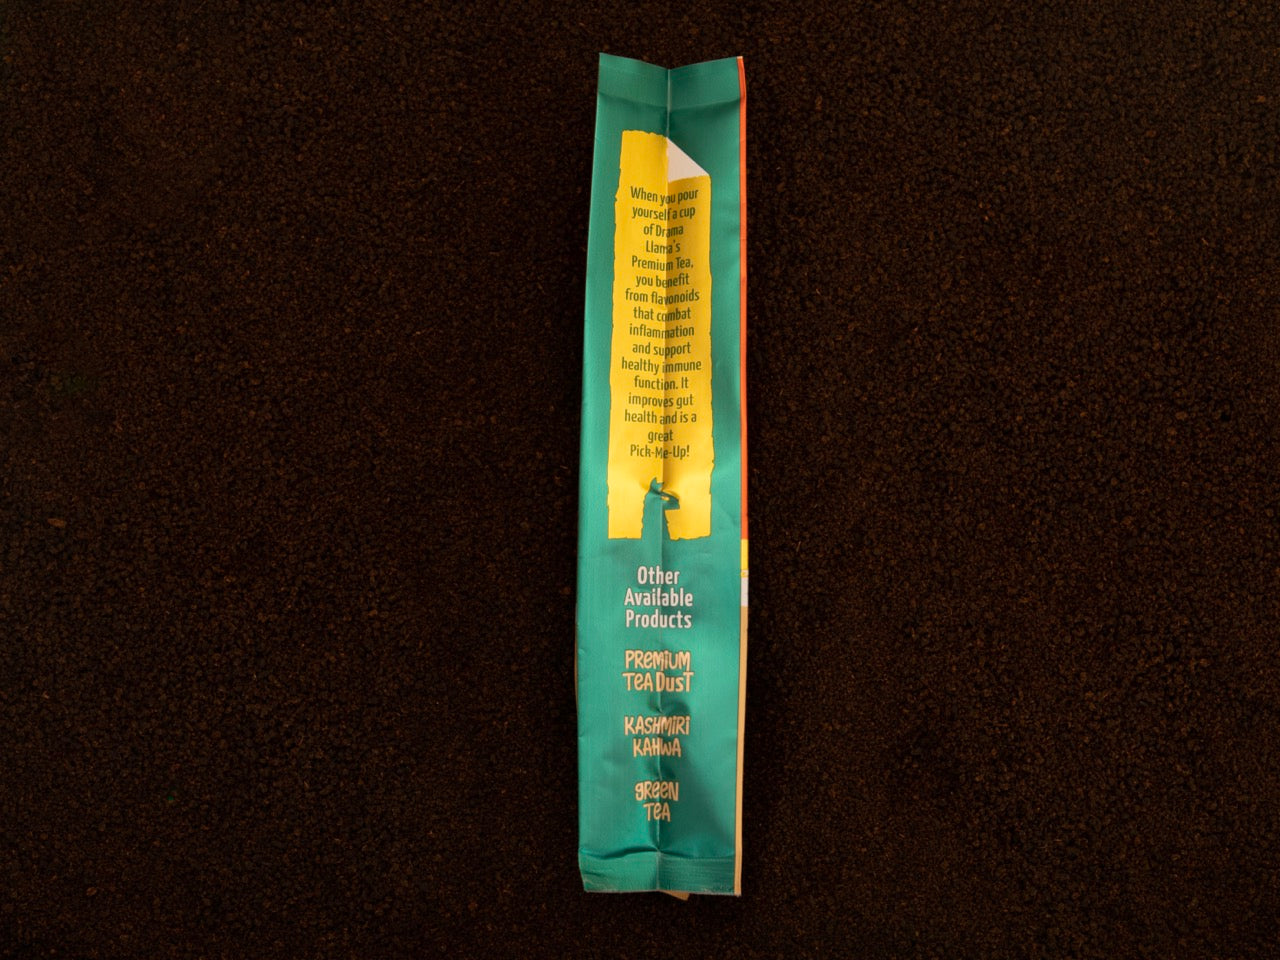 When you pour
yourself a cup
of Drama
Llama's
Premium Tea,
you benefit
from flavonoids
that combat
inflammation
and support
healthy immune
function. It
improves gut
health and is a
great
Pick-Me-Up!
Other
Available
Products
PREMIUM
TEA DusT
KASHMIRI
KAHWA
gREEN
TEA